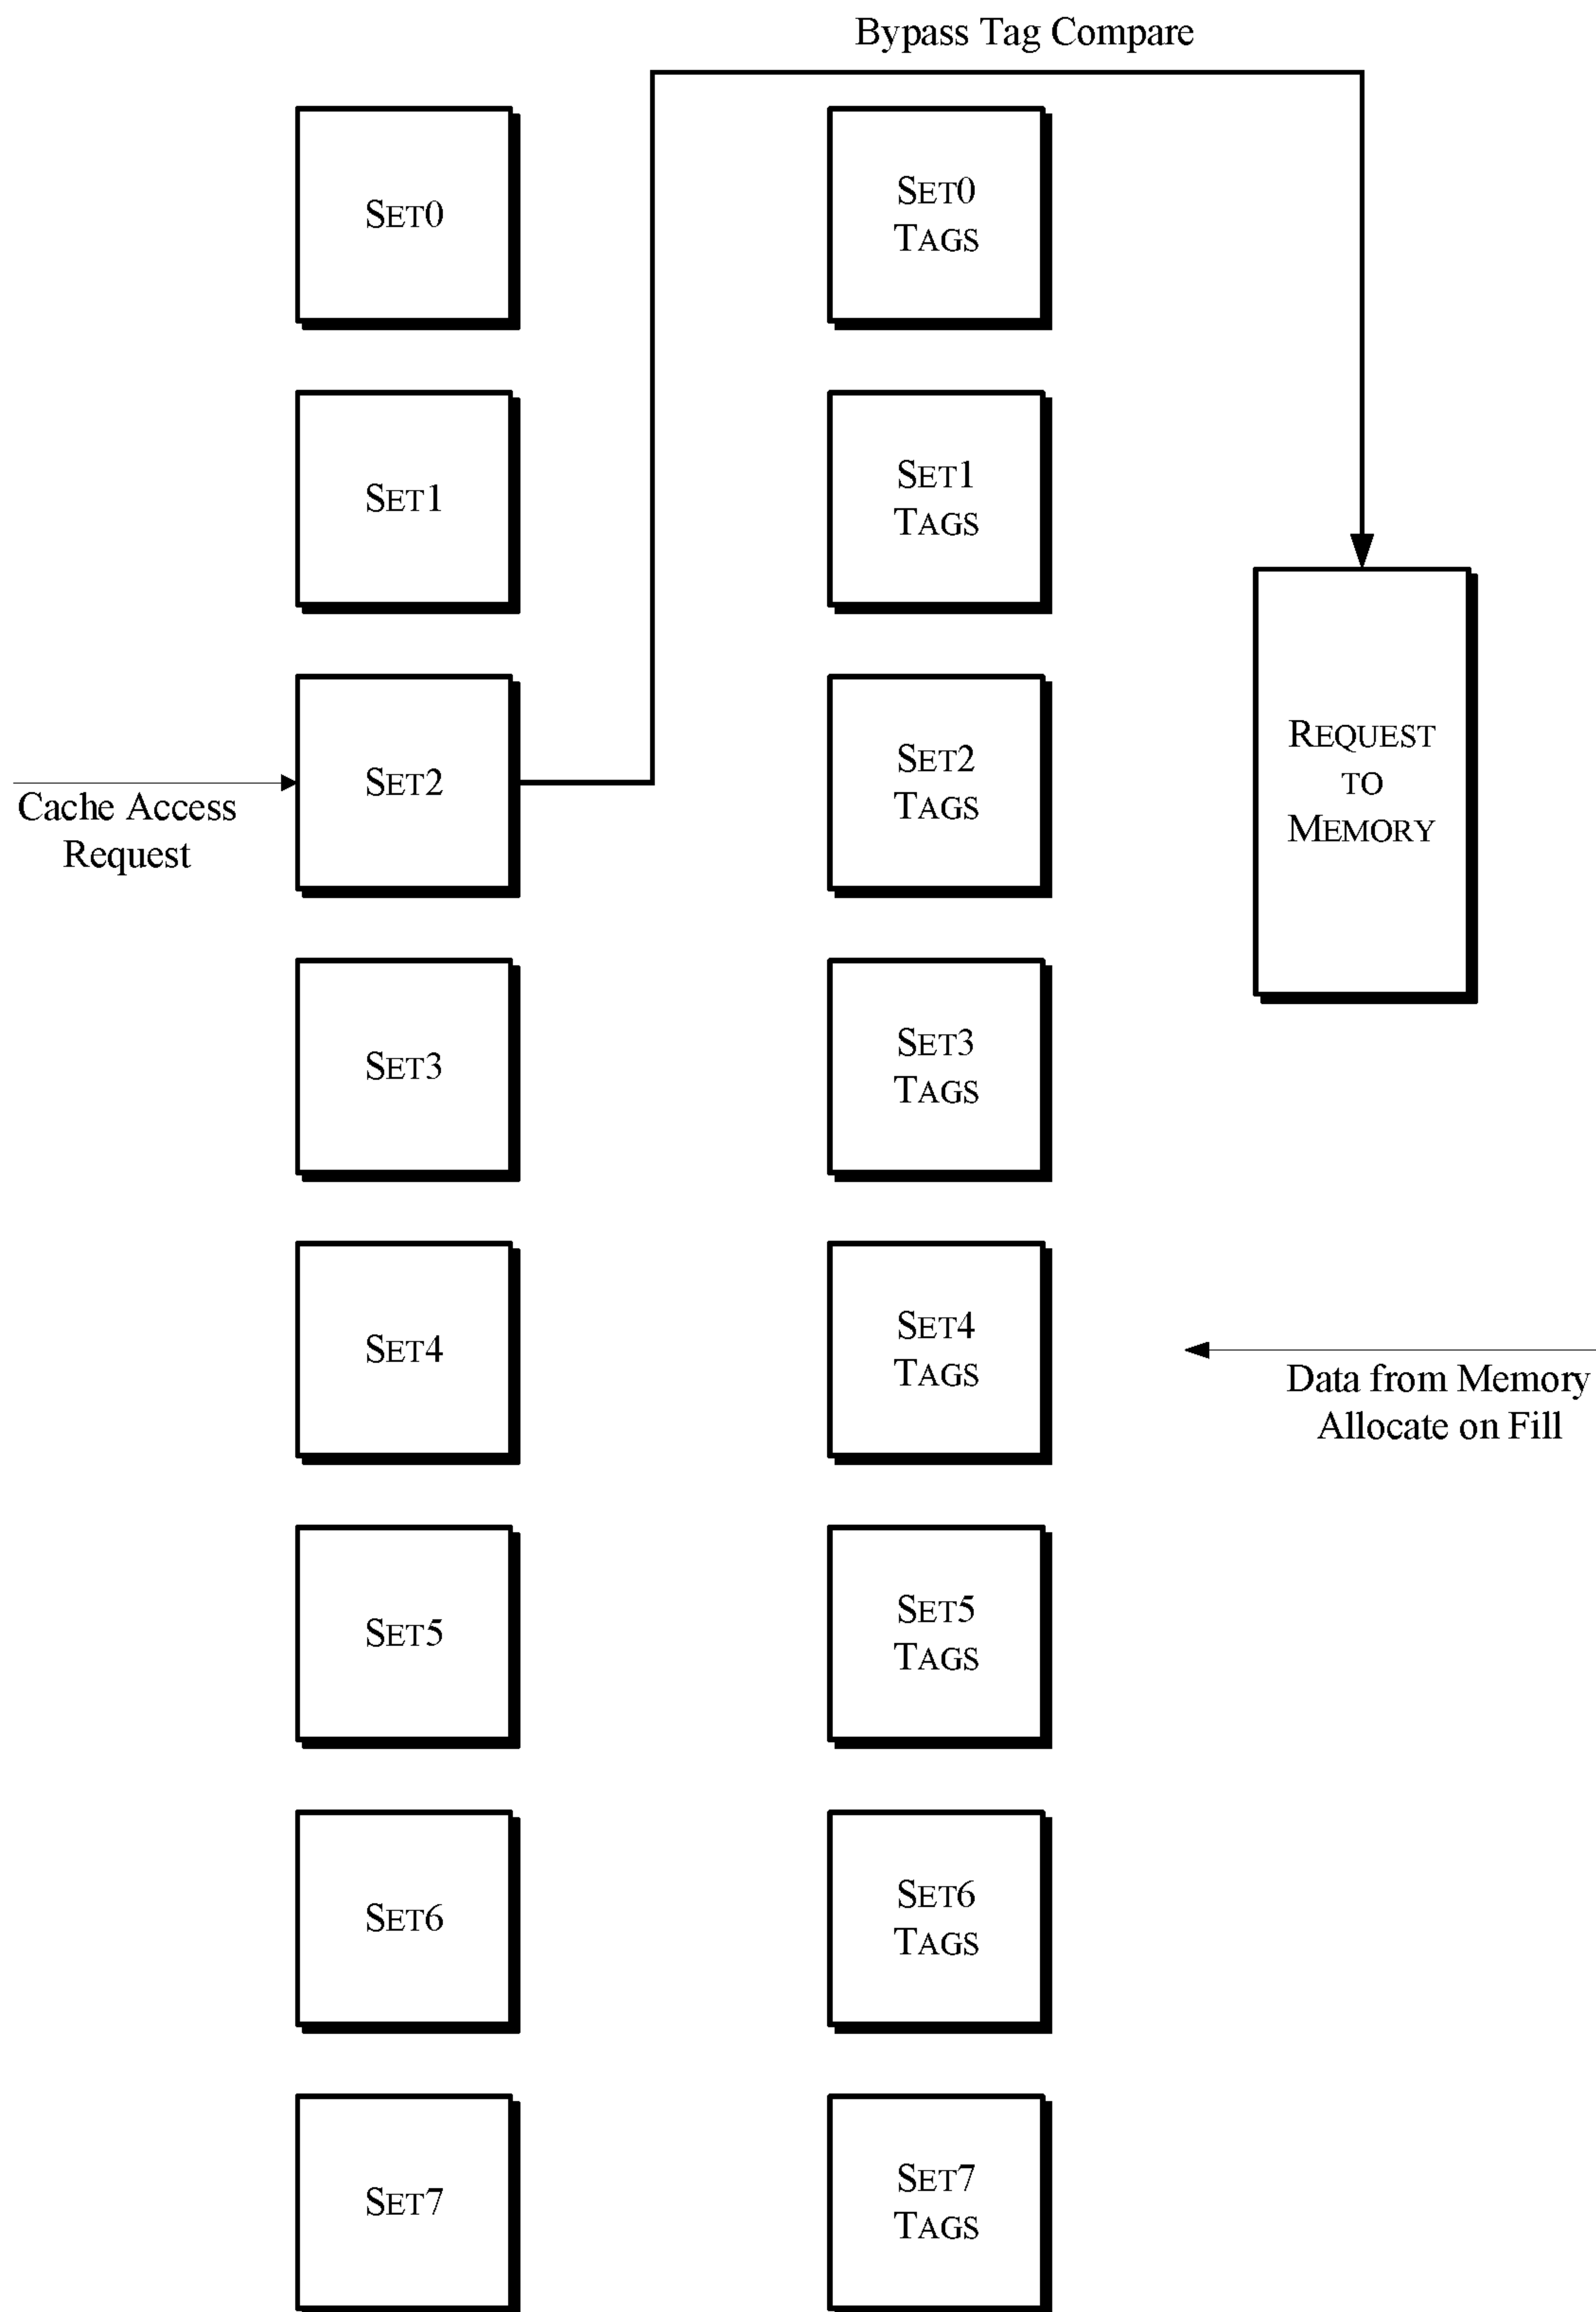 Bypass Tag Compare
SET0
SET0
TAGS
SET1
SET1
TAGS
SET2
SET2
TAGS
REQUEST
TO
MEMORY
Cache Access
Request
SET3
SET3
TAGS
SET4
SET4
TAGS
Data from Memory
Allocate on Fill
SET5
SET5
TAGS
SET6
SET6
TAGS
SET7
SET7
TAGS